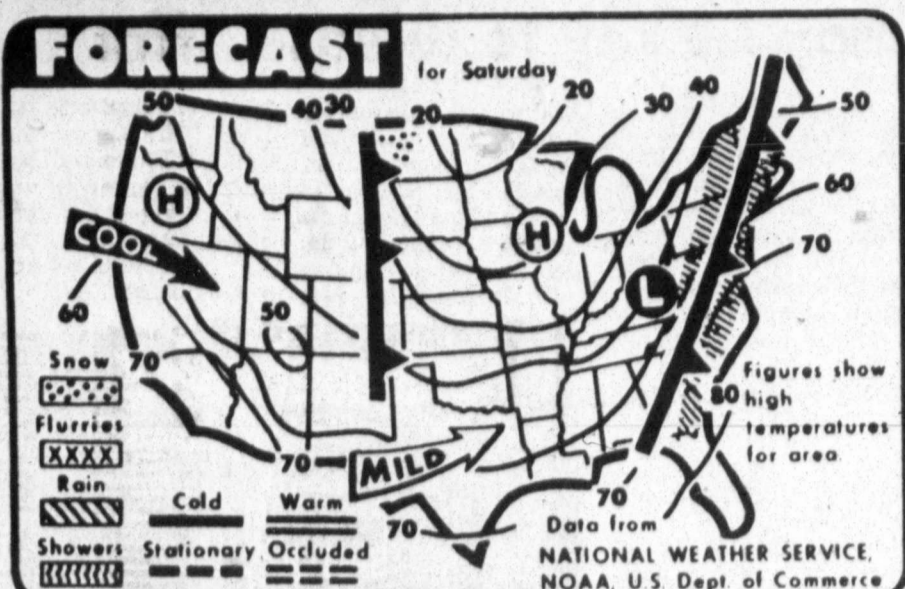 FORECAST
for Saturday
50 40 30 20 20 30 40 50
H
COOL
H
60
L
70
60
50
70
Snow
Flurries
XXXX
80
Figures show
high
temperatures
for area.
70
MILD
70
70
Rain
Cold Warm
Showers Stationary Occluded
Data from
NATIONAL WEATHER SERVICE,
NOAA, U.S. Dept. of Commerce